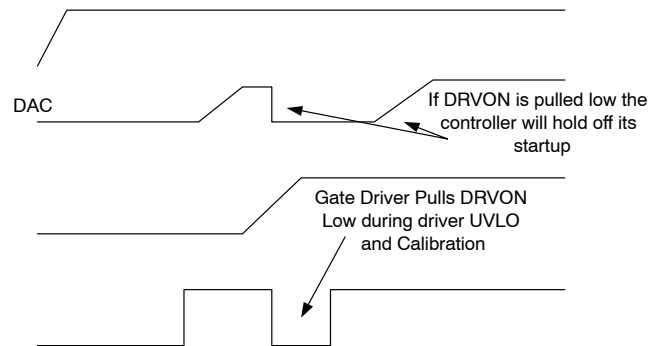 DAC
If DRVON is pulled low the
controller will hold off its
startup
Gate Driver Pulls DRVON
Low during driver UVLO
and Calibration